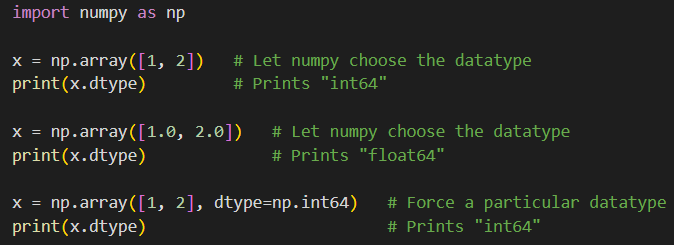 import numpy as np
x = np.array([1, 2])   # Let numpy choose the datatype
print(x.dtype)         # Prints "int64"
x = np.array([1.0, 2.0])   # Let numpy choose the datatype
print(x.dtype)             # Prints "float64"
x = np.array([1, 2], dtype=np.int64)   # Force a particular datatype
print(x.dtype)                         # Prints "int64"